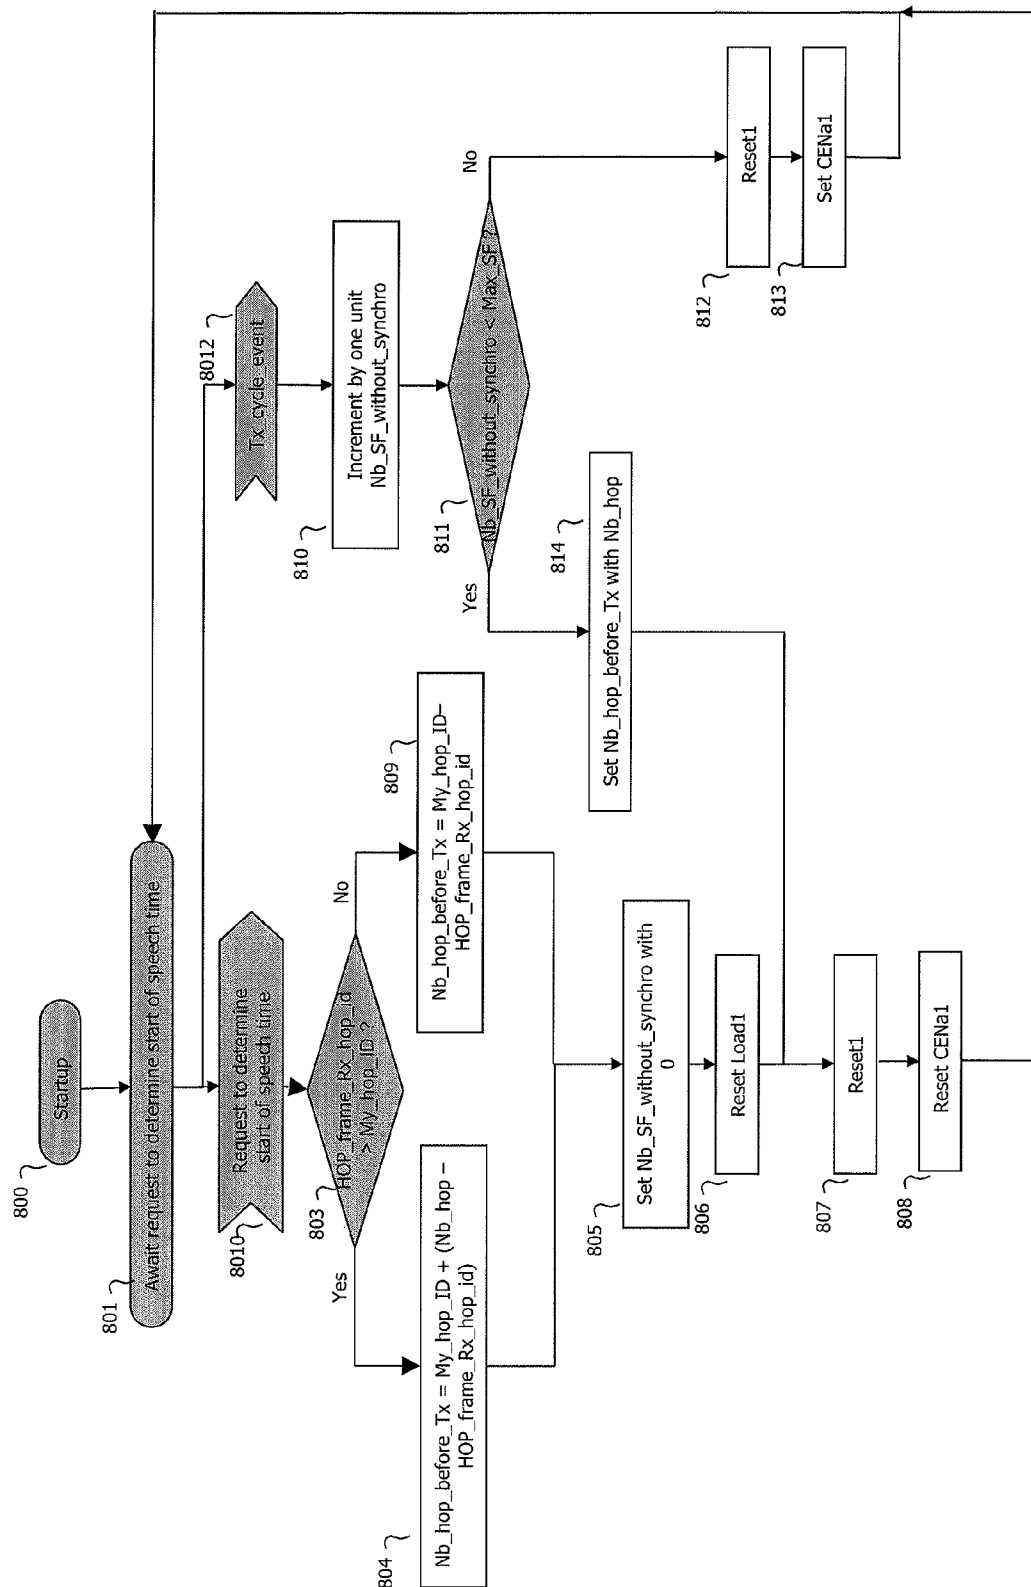 800
Startup
801
Await request to determine start of speech time
8010
Request to determine
start of speech time
8012
Tx_cycle_event
803
HOP_frame_Rx_hop_id
> My_hop_ID ?
Yes
No
804
Nb_hop_before_Tx = My_hop_ID + (Nb_hop –
HOP_frame_Rx_hop_id)
809
Nb_hop_before_Tx = My_hop_ID–
HOP_frame_Rx_hop_id
810
Increment by one unit
Nb_SF_without_synchro
811
Nb_SF_without_synchro < Max_SF ?
Yes
No
814
Set Nb_hop_before_Tx with Nb_hop
805
Set Nb_SF_without_synchro with
0
806
Reset Load1
807
Reset1
808
Reset CENa1
812
Reset1
813
Set CENa1